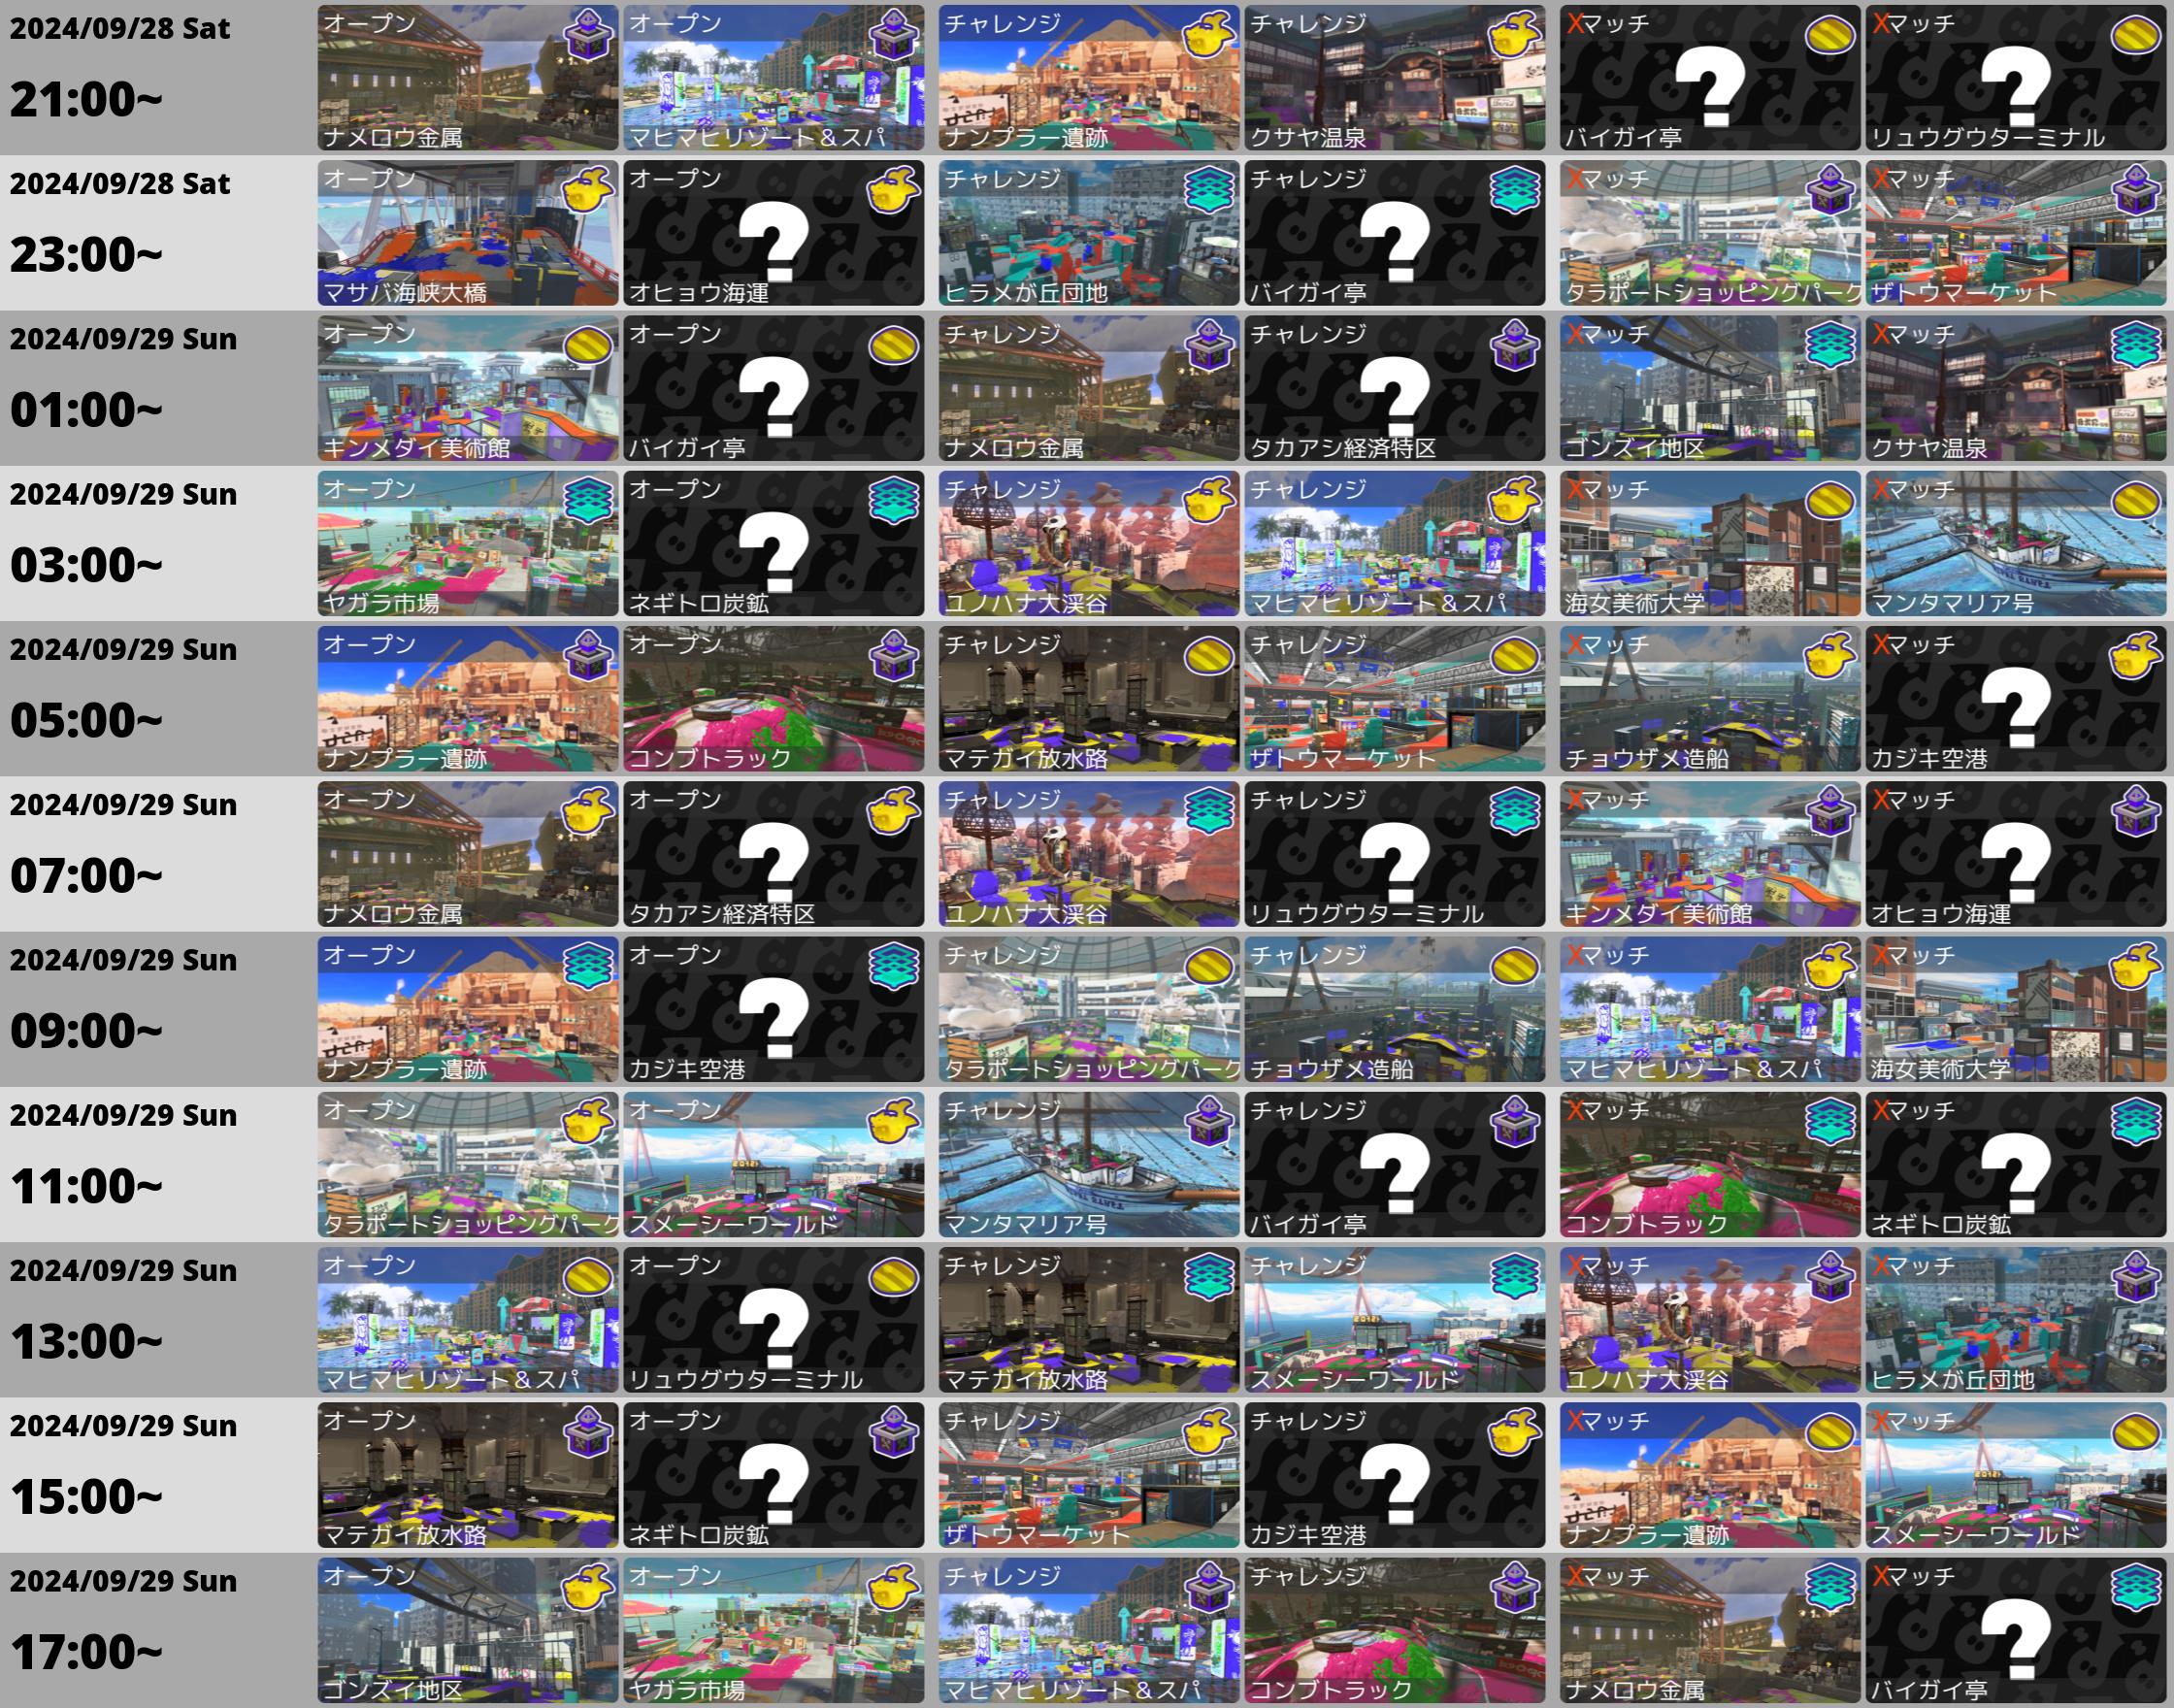 2024/09/28 Sat
21:00~
オープン
ナメロウ金属
オープン
マヒマヒリゾート＆スパ
チャレンジ
ナンプラー遺跡
チャレンジ
クサヤ温泉
Xマッチ
バイガイ亭
Xマッチ
リュウグウターミナル
2024/09/28 Sat
23:00~
オープン
マサバ海峡大橋
オープン
オヒョウ海運
チャレンジ
ヒラメが丘団地
チャレンジ
バイガイ亭
Xマッチ
タラポートショッピングパーク
Xマッチ
ザトウマーケット
2024/09/29 Sun
01:00~
オープン
キンメダイ美術館
オープン
バイガイ亭
チャレンジ
ナメロウ金属
チャレンジ
タカアシ経済特区
Xマッチ
ゴンズイ地区
Xマッチ
クサヤ温泉
2024/09/29 Sun
03:00~
オープン
ヤガラ市場
オープン
ネギトロ炭鉱
チャレンジ
ユノハナ大渓谷
チャレンジ
マヒマヒリゾート＆スパ
Xマッチ
海女美術大学
Xマッチ
マンタマリア号
2024/09/29 Sun
05:00~
オープン
ナンプラー遺跡
オープン
コンブトラック
チャレンジ
マテガイ放水路
チャレンジ
ザトウマーケット
Xマッチ
チョウザメ造船
Xマッチ
カジキ空港
2024/09/29 Sun
07:00~
オープン
ナメロウ金属
オープン
タカアシ経済特区
チャレンジ
ユノハナ大渓谷
チャレンジ
リュウグウターミナル
Xマッチ
キンメダイ美術館
Xマッチ
オヒョウ海運
2024/09/29 Sun
09:00~
オープン
ナンプラー遺跡
オープン
カジキ空港
チャレンジ
タラポートショッピングパーク
チャレンジ
チョウザメ造船
Xマッチ
マヒマヒリゾート＆スパ
Xマッチ
海女美術大学
2024/09/29 Sun
11:00~
オープン
タラポートショッピングパーク
オープン
スメーシーワールド
チャレンジ
マンタマリア号
チャレンジ
バイガイ亭
Xマッチ
コンブトラック
Xマッチ
ネギトロ炭鉱
2024/09/29 Sun
13:00~
オープン
マヒマヒリゾート＆スパ
オープン
リュウグウターミナル
チャレンジ
マテガイ放水路
チャレンジ
スメーシーワールド
Xマッチ
ユノハナ大渓谷
Xマッチ
ヒラメが丘団地
2024/09/29 Sun
15:00~
オープン
マテガイ放水路
オープン
ネギトロ炭鉱
チャレンジ
ザトウマーケット
チャレンジ
カジキ空港
Xマッチ
ナンプラー遺跡
Xマッチ
スメーシーワールド
2024/09/29 Sun
17:00~
オープン
ゴンズイ地区
オープン
ヤガラ市場
チャレンジ
マヒマヒリゾート＆スパ
チャレンジ
コンブトラック
Xマッチ
ナメロウ金属
Xマッチ
バイガイ亭